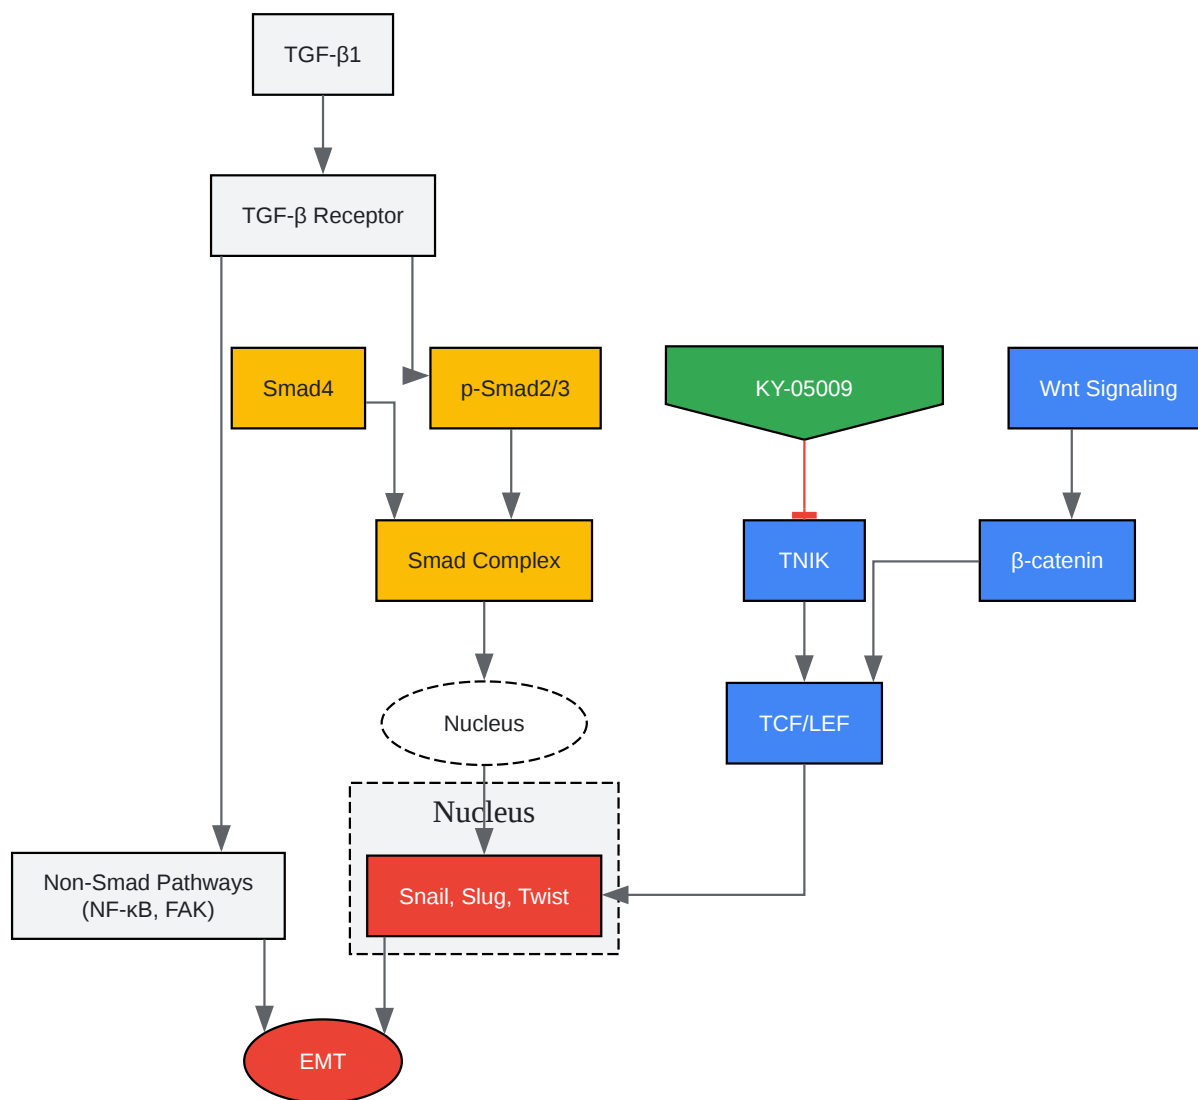 TGF-β1
TGF-β Receptor
Smad4
p-Smad2/3
KY-05009
Wnt Signaling
Smad Complex
TNIK
β-catenin
Nucleus
TCF/LEF
Nucleus
Non-Smad Pathways
(NF-κB, FAK)
Snail, Slug, Twist
EMT